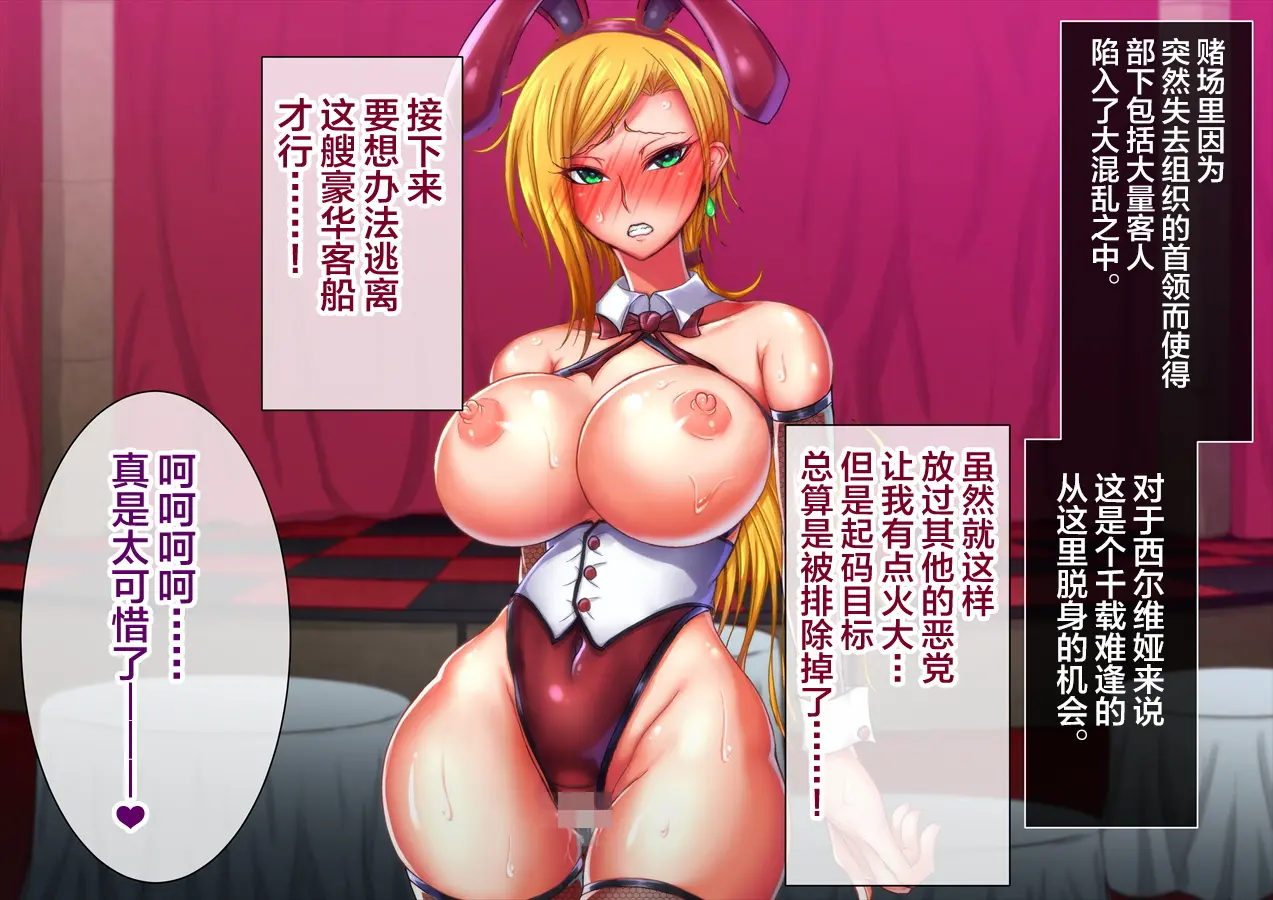 赌场里因为
突然失去组织的首领而使得
部下包括大量客人
陷入了大混乱之中。
对于西尔维娅来说
这是个千载难逢的
从这里脱身的机会。
虽然就这样
放过其他的恶党
让我有点火大…
但是起码目标
总算是被排除掉了……！
接下来
要想办法逃离
这艘豪华客船
才行……！
呵呵呵呵……
真是太可惜了———❤